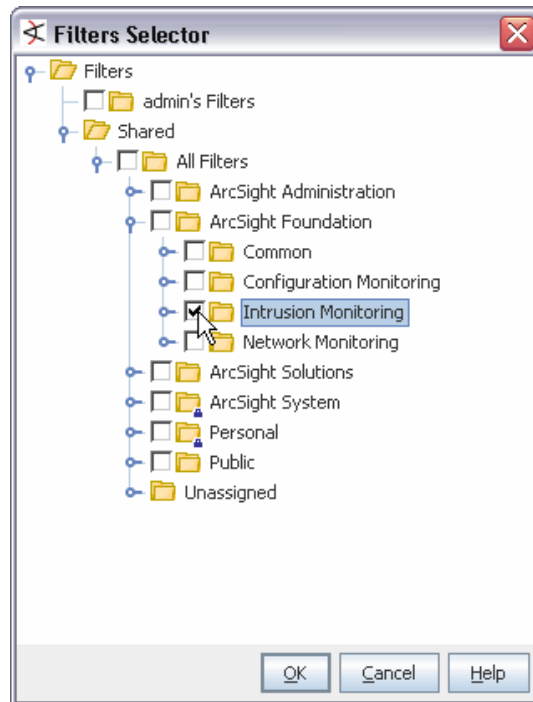 Filters Selector
Filters
admin's Filters
Shared
All Filters
ArcSight Administration
ArcSight Foundation
Common
Configuration Monitoring
Intrusion Monitoring
Network Monitoring
ArcSight Solutions
ArcSight System
Personal
Public
Unassigned
OK Cancel Help